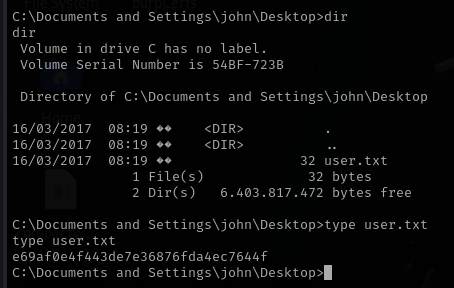 C:\Documents and Settings\john\Desktop>dir
dir
 Volume in drive C has no label.
 Volume Serial Number is 54BF-723B

 Directory of C:\Documents and Settings\john\Desktop

16/03/2017  08:19 ��    <DIR>          .
16/03/2017  08:19 ��    <DIR>          ..
16/03/2017  08:19 ��                32 user.txt
               1 File(s)             32 bytes
               2 Dir(s)   6.403.817.472 bytes free

C:\Documents and Settings\john\Desktop>type user.txt
type user.txt
e69af0e4f443de7e36876fda4ec7644f
C:\Documents and Settings\john\Desktop>